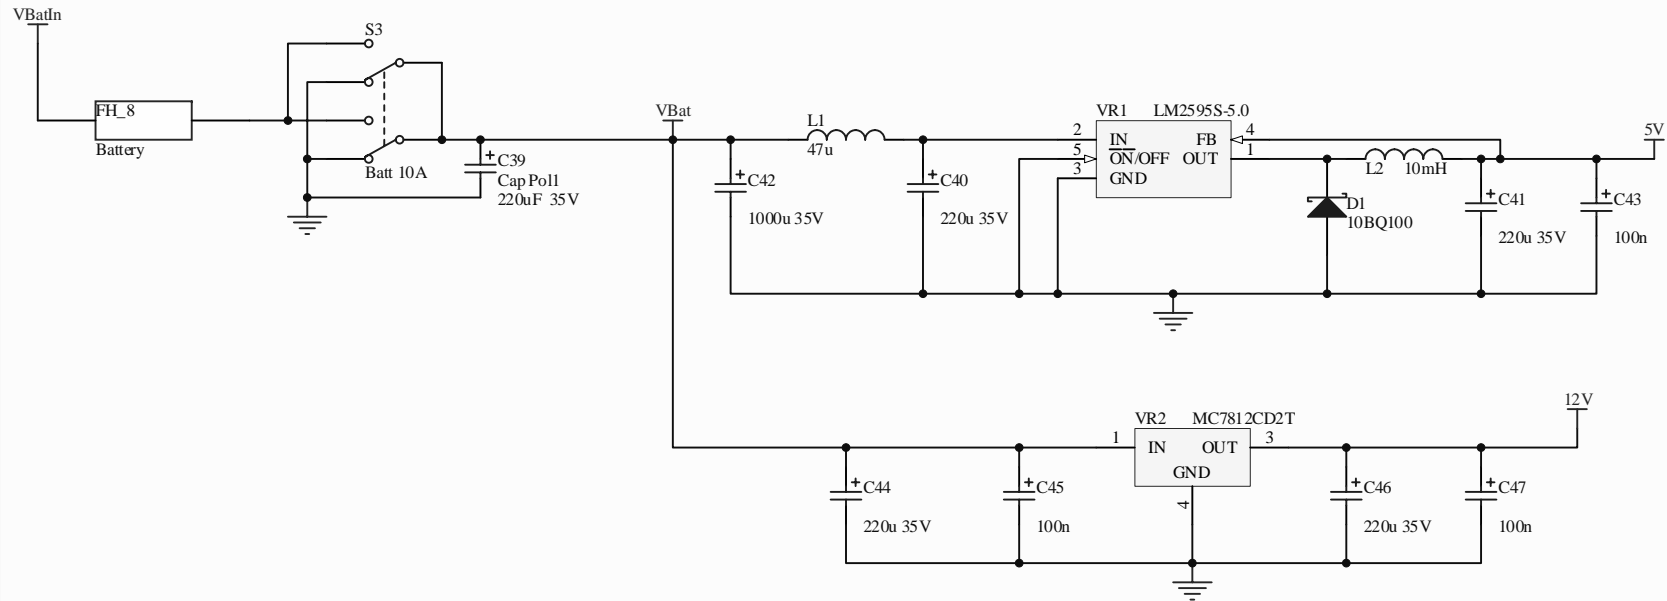 VBatIn
S3
FH_8
Battery
Batt 10A
+
C39
Cap Pol1
220uF 35V
VBat
L1
47u
+
C42
1000u 35V
+
C40
220u 35V
VR1 LM2595S-5.0
2 IN FB 4
5 ON/OFF OUT 1
3 GND
L2 10mH
D1
10BQ100
+
C41
220u 35V
+
C43
100n
5V
VR2 MC7812CD2T
1 IN OUT 3
GND
4
12V
+
C44
220u 35V
+
C45
100n
+
C46
220u 35V
+
C47
100n